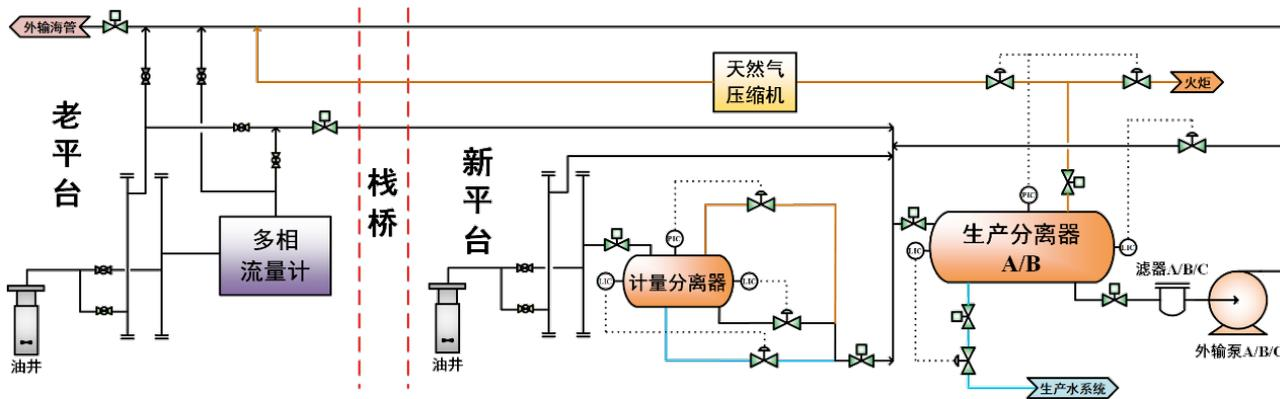 外输海管
天然气
压缩机
火炬
老平台
栈桥
新平台
多相
流量计
油井
油井
PIC
LIC
计量分离器
LIC
PIC
LIC
生产分离器
A/B
LIC
滤器A/B/C
外输泵A/B/C
生产水系统